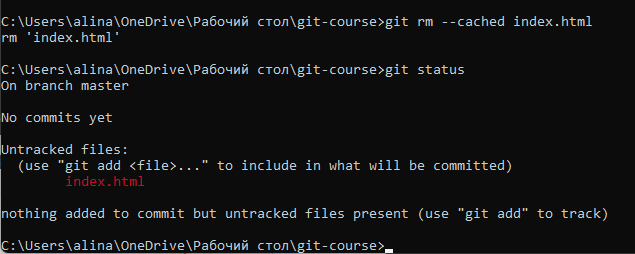 C:\Users\alina\OneDrive\Рабочий стол\git-course>git rm --cached index.html
rm 'index.html'
C:\Users\alina\OneDrive\Рабочий стол\git-course>git status
On branch master
No commits yet
Untracked files:
  (use "git add <file>..." to include in what will be committed)
        index.html
nothing added to commit but untracked files present (use "git add" to track)
C:\Users\alina\OneDrive\Рабочий стол\git-course>